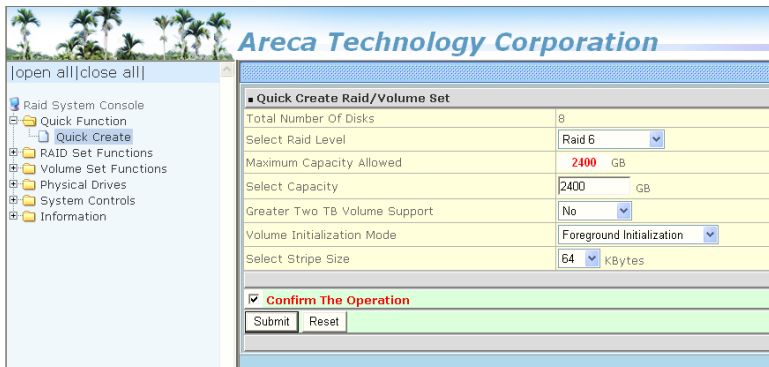 Areca Technology Corporation
|open all|close all|
Raid System Console
Quick Function
Quick Create
RAID Set Functions
Volume Set Functions
Physical Drives
System Controls
Information
Quick Create Raid/Volume Set
Total Number Of Disks 8
Select Raid Level Raid 6
Maximum Capacity Allowed 2400 GB
Select Capacity 2400 GB
Greater Two TB Volume Support No
Volume Initialization Mode Foreground Initialization
Select Stripe Size 64 KBytes
Confirm The Operation
Submit Reset